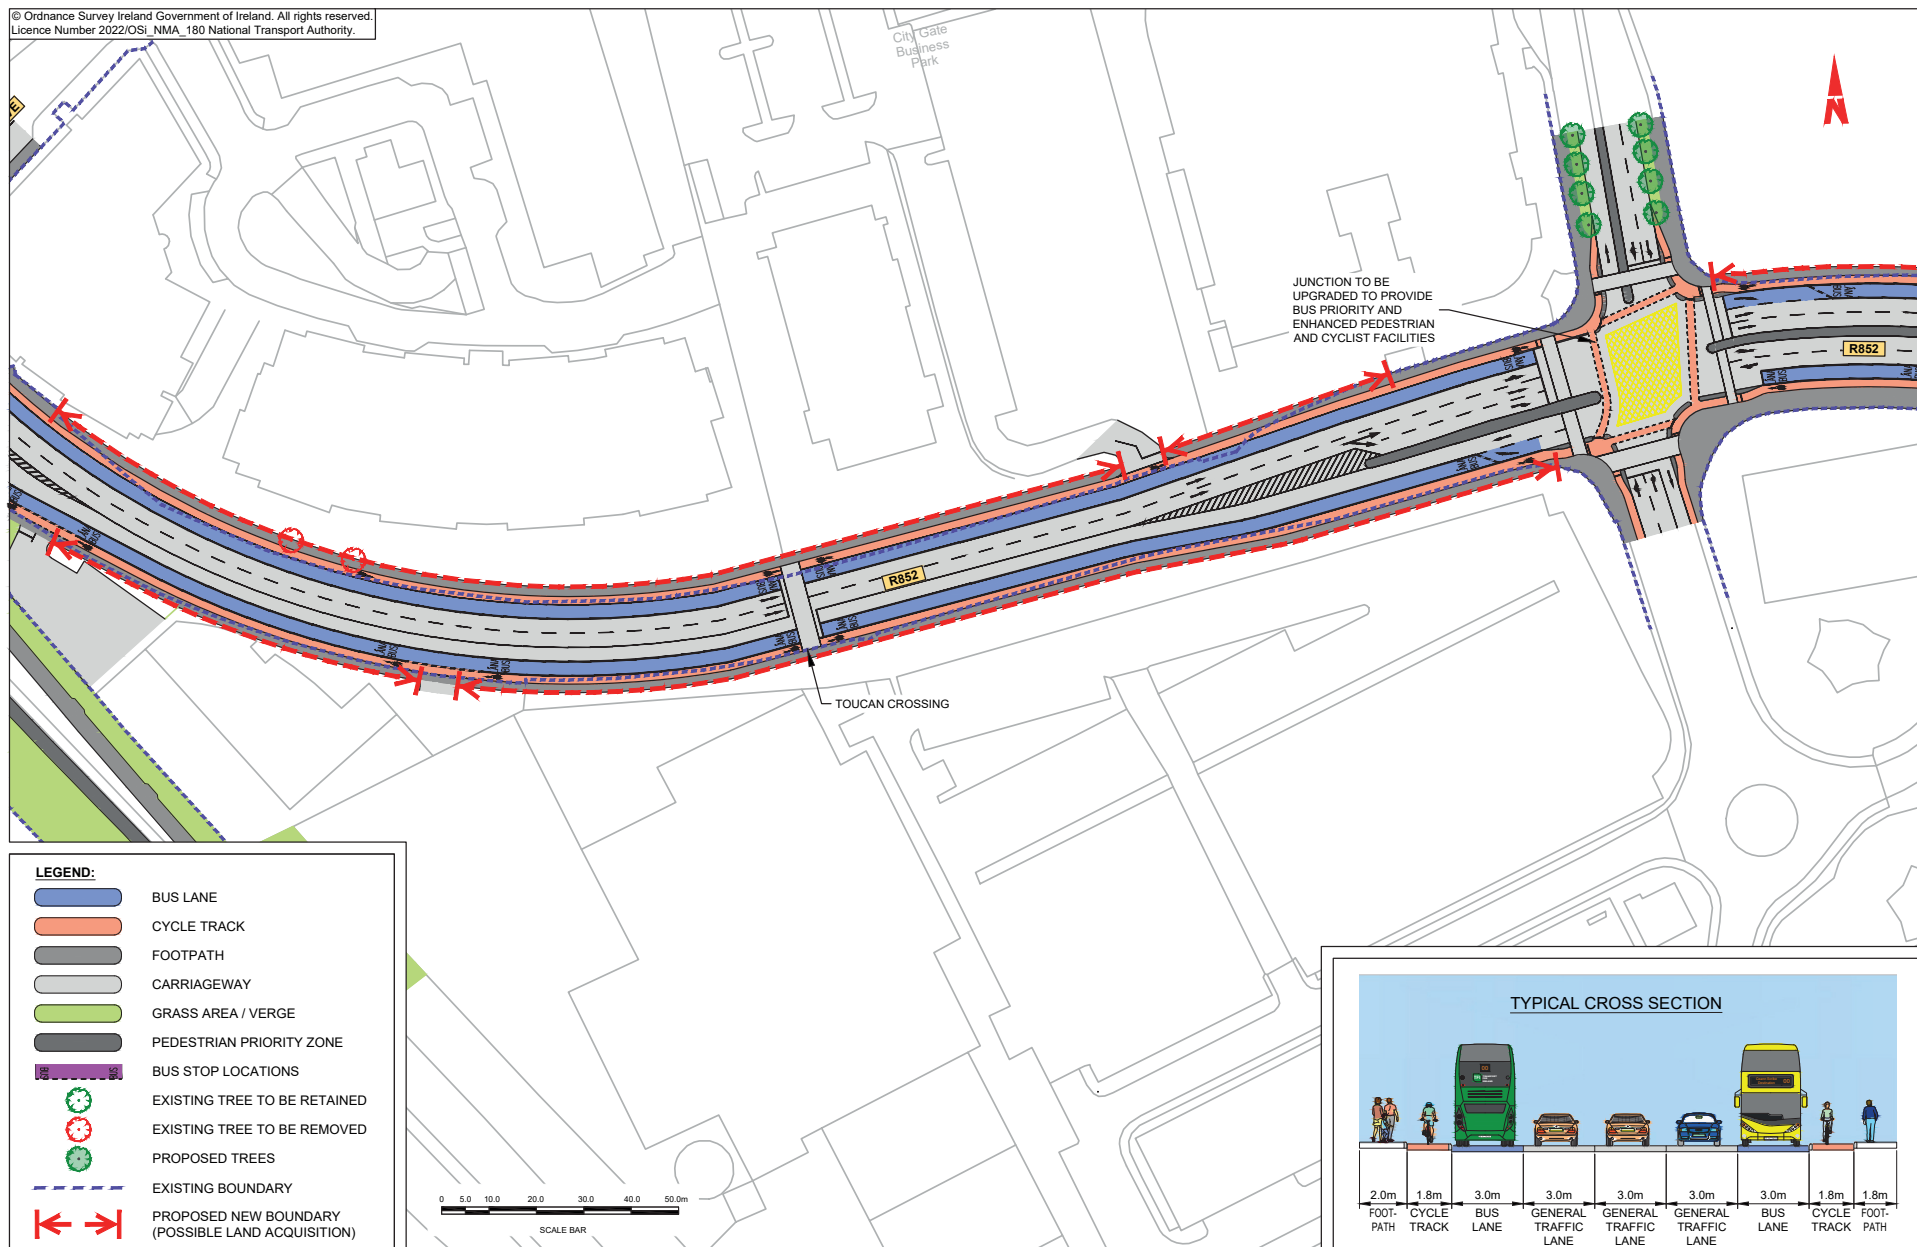 © Ordnance Survey Ireland Government of Ireland. All rights reserved.
Licence Number 2022/OSi_NMA_180 National Transport Authority.
City Gate
Business
Park
JUNCTION TO BE
UPGRADED TO PROVIDE
BUS PRIORITY AND
ENHANCED PEDESTRIAN
AND CYCLIST FACILITIES
R852
R852
TOUCAN CROSSING
N
LEGEND:
BUS LANE
CYCLE TRACK
FOOTPATH
CARRIAGEWAY
GRASS AREA / VERGE
PEDESTRIAN PRIORITY ZONE
BUS BUS
BUS STOP LOCATIONS
EXISTING TREE TO BE RETAINED
EXISTING TREE TO BE REMOVED
PROPOSED TREES
EXISTING BOUNDARY
PROPOSED NEW BOUNDARY
(POSSIBLE LAND ACQUISITION)
0 5.0 10.0 20.0 30.0 40.0 50.0m
SCALE BAR
TYPICAL CROSS SECTION
2.0m 1.8m 3.0m 3.0m 3.0m 3.0m 3.0m 1.8m 1.8m
FOOT- CYCLE BUS GENERAL GENERAL GENERAL BUS CYCLE FOOT-
PATH TRACK LANE TRAFFIC TRAFFIC TRAFFIC LANE TRACK PATH
LANE LANE LANE